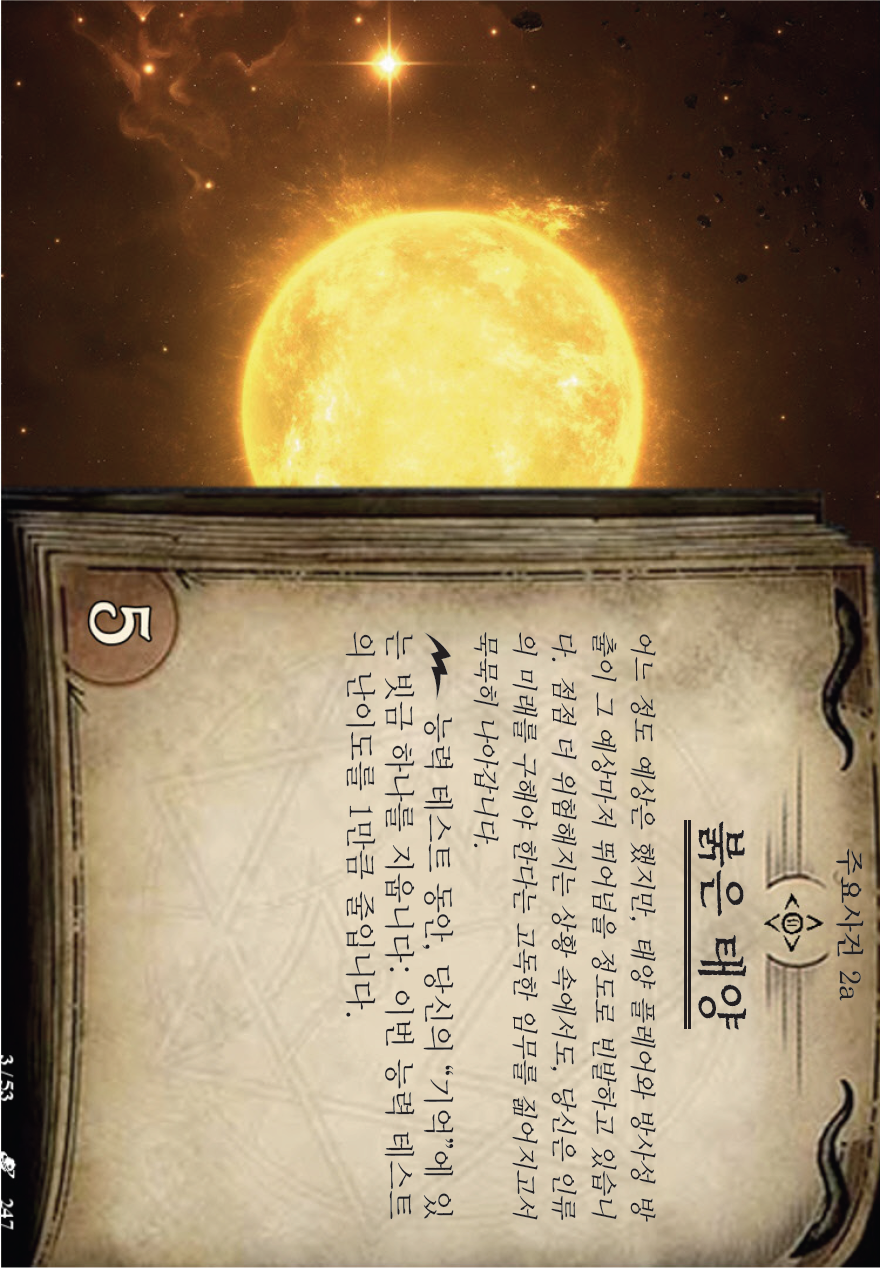 주요사건 2a
붉은 태양
어느 정도 예상은 했지만, 태양 플레어와 방사성 방
출이 그 예상마저 뛰어넘을 정도로 빈발하고 있습니
다. 점점 더 위험해지는 상황 속에서도, 당신은 인류
의 미래를 구해야 한다는 고독한 임무를 짊어지고서
묵묵히 나아갑니다.
능력 테스트 동안, 당신의 “기억”에 있
는 빗금 하나를 지웁니다: 이번 능력 테스트
의 난이도를 1만큼 줄입니다.
5
3 / 53 247